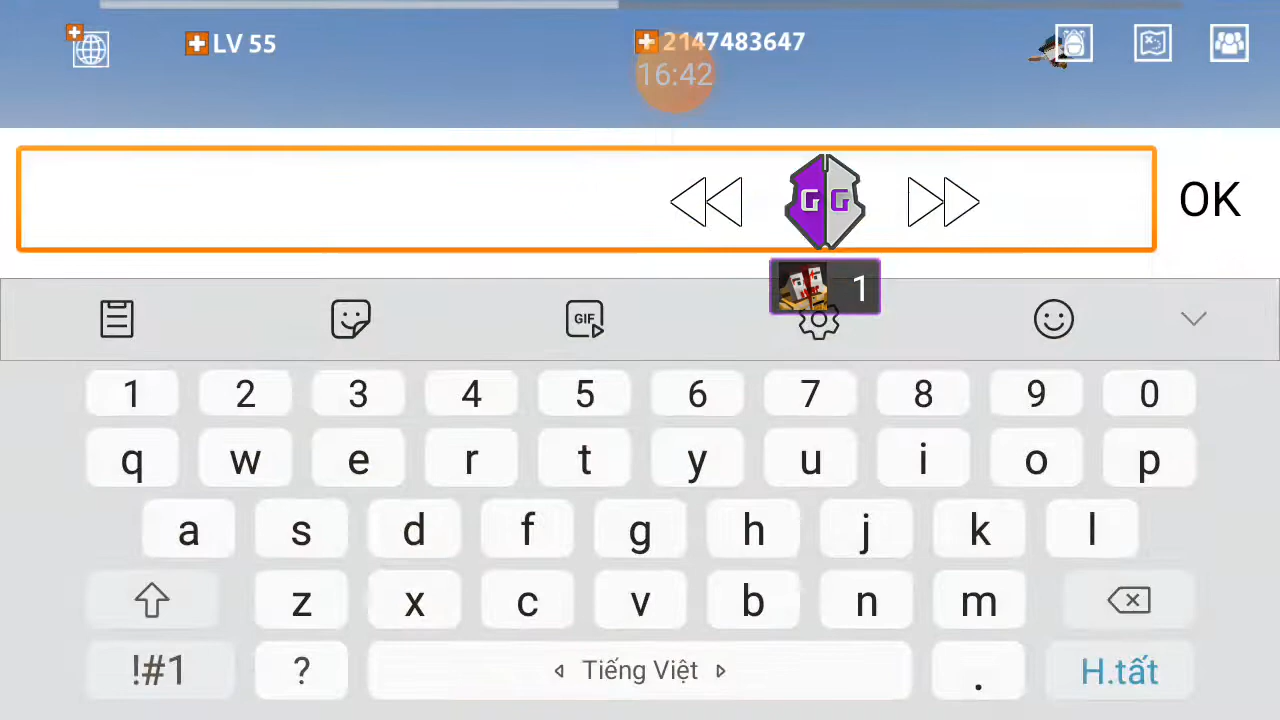 LV 55
2147483647
16:42
OK
G G
1
GIF
1 2 3 4 5 6 7 8 9 0
q w e r t y u i o p
a s d f g h j k l
z x c v b n m
!#1 ? Tiếng Việt . H.tất